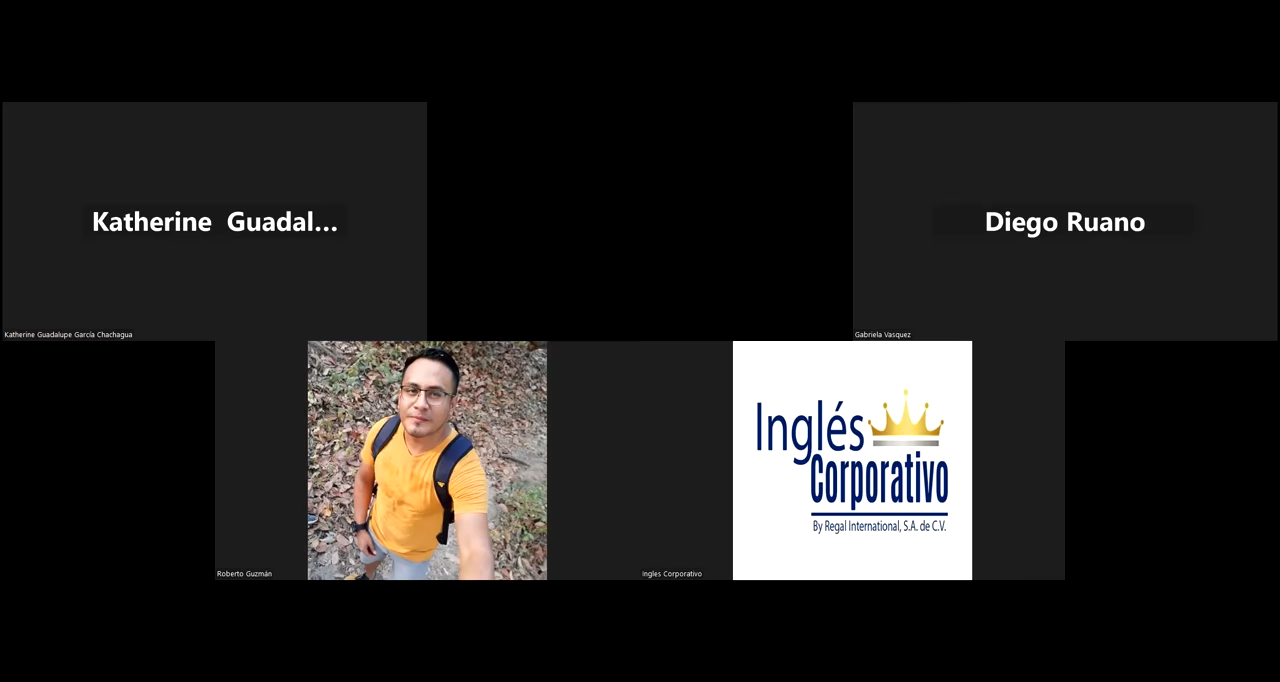 Katherine  Guadal...
Diego Ruano
Katherine Guadalupe García Chachagua
Gabriela Vasquez
Inglés
Corporativo
By Regal International, S.A. de C.V.
Roberto Guzmán
Ingles Corporativo